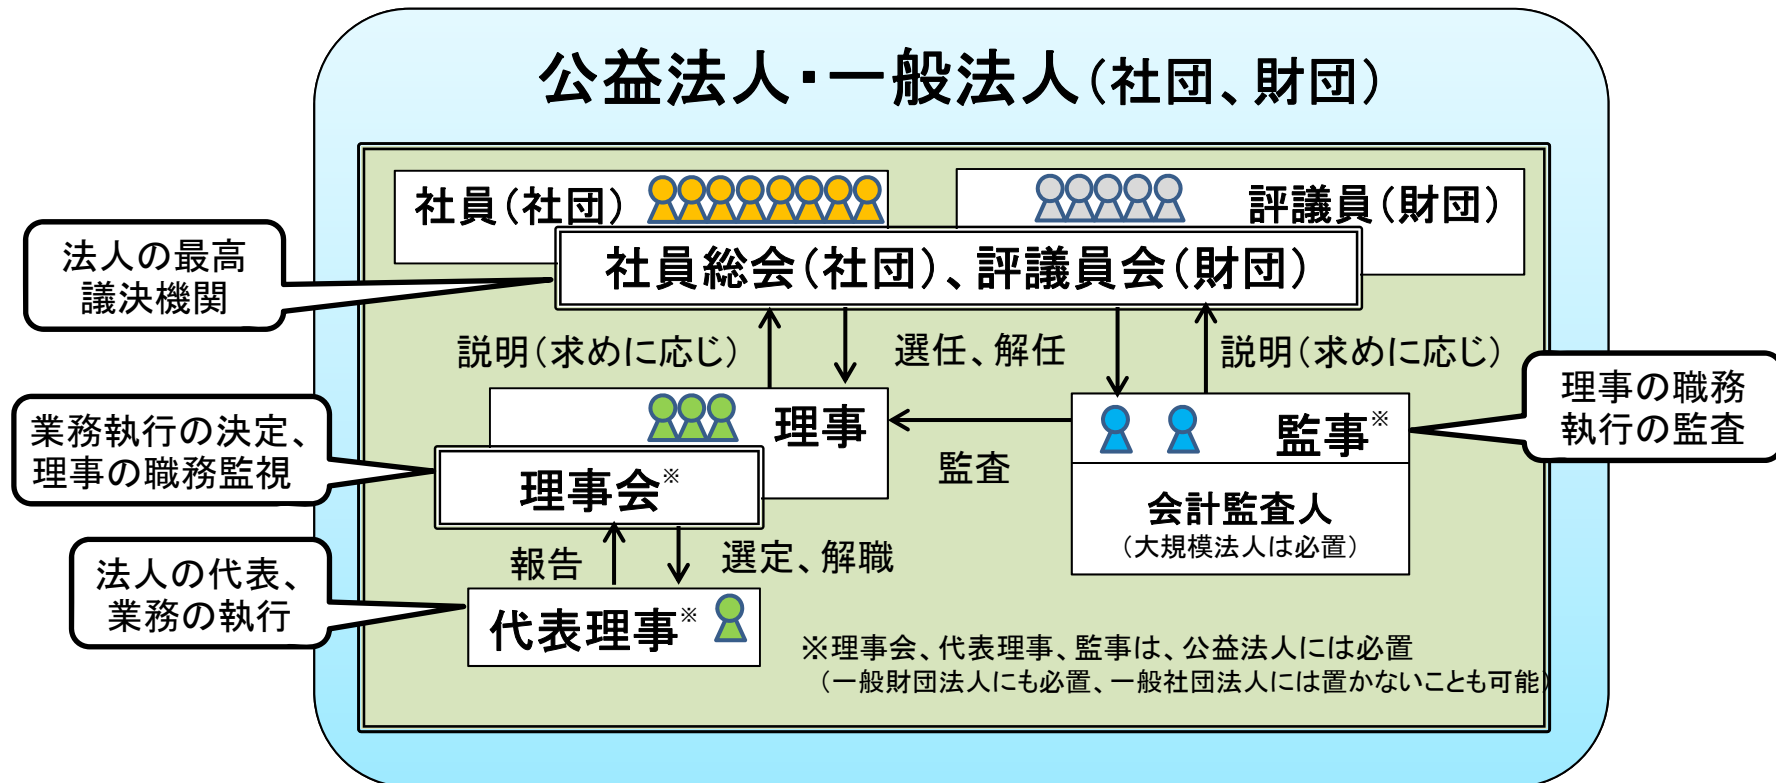 公益法人・一般法人(社団、財団)
社員(社団)
評議員(財団)
社員総会(社団)、評議員会(財団)
法人の最高
議決機関
説明(求めに応じ)
選任、解任
説明(求めに応じ)
理事の職務
執行の監査
理事
監事※
業務執行の決定、
理事の職務監視
監査
理事会※
会計監査人
(大規模法人は必置)
報告
選定、解職
法人の代表、
業務の執行
代表理事※
※理事会、代表理事、監事は、公益法人には必置
(一般財団法人にも必置、一般社団法人には置かないことも可能)